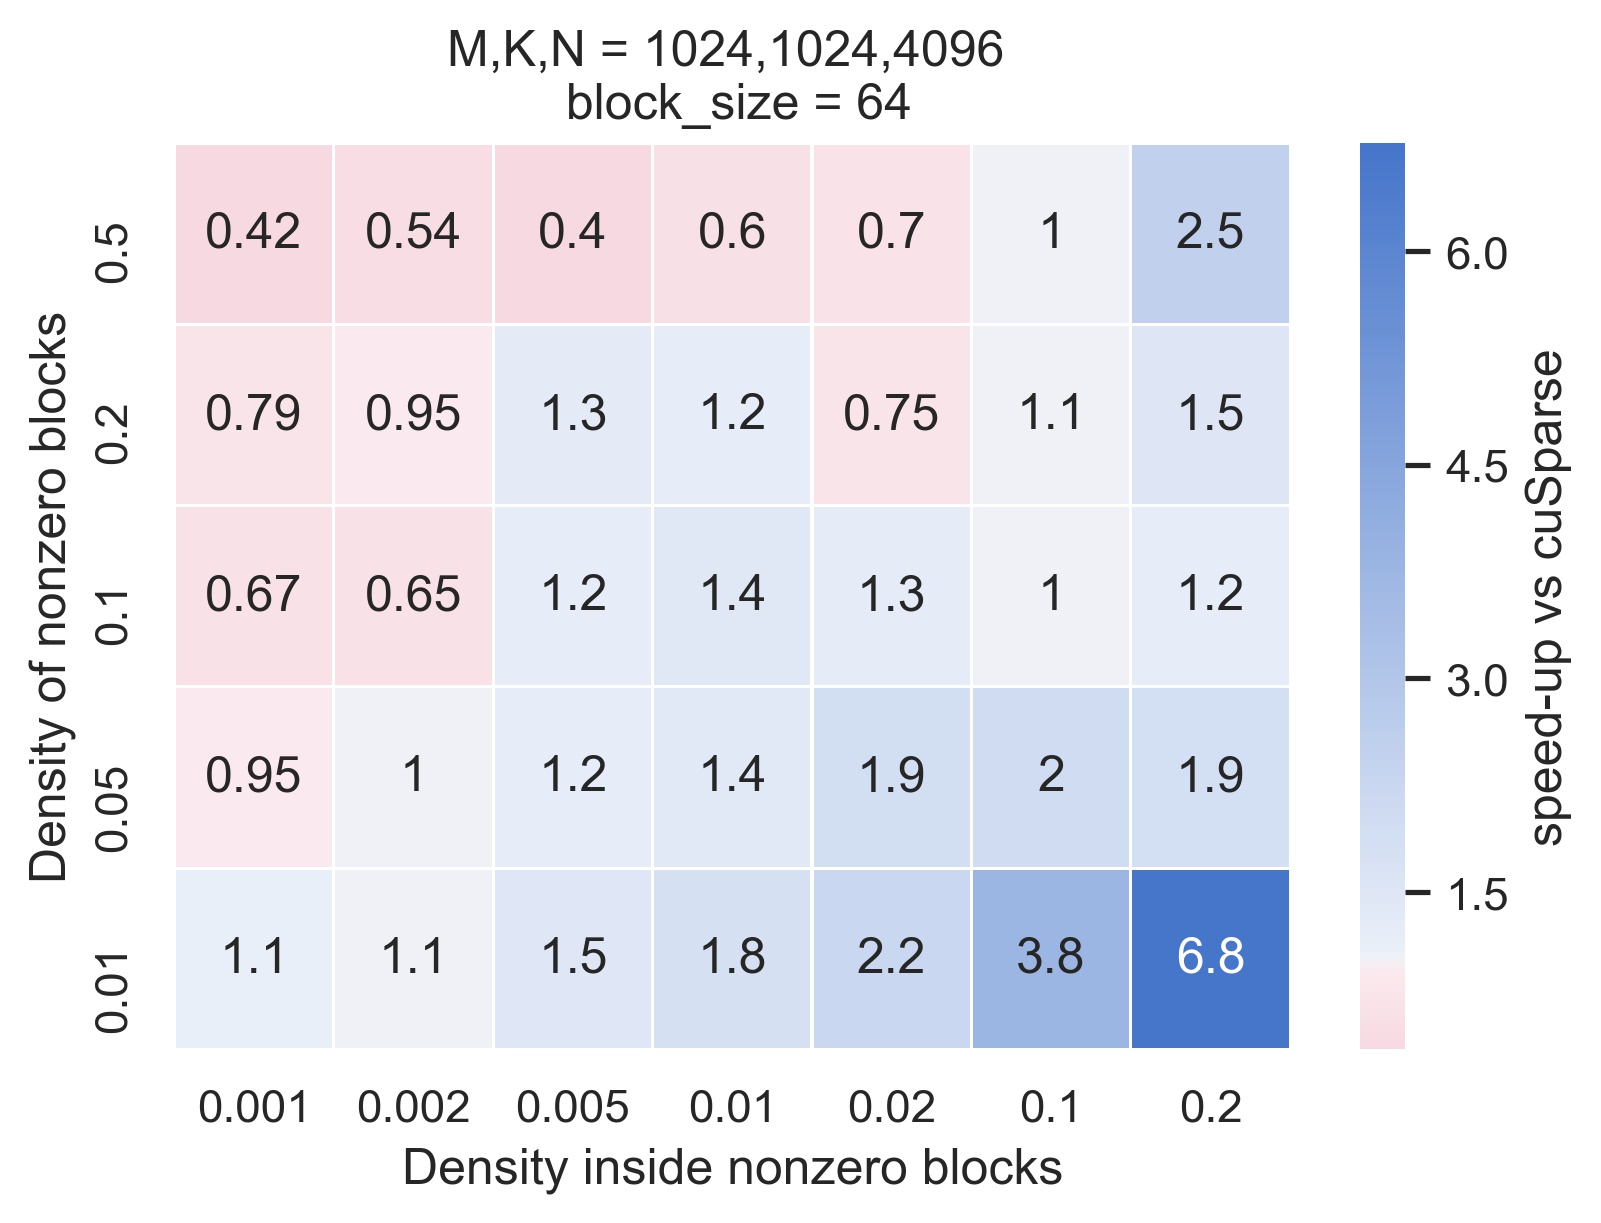 M,K,N = 1024,1024,4096
block_size = 64
Density of nonzero blocks
0.5
0.42 0.54 0.4 0.6 0.7 1 2.5
0.2
0.79 0.95 1.3 1.2 0.75 1.1 1.5
0.1
0.67 0.65 1.2 1.4 1.3 1 1.2
0.05
0.95 1 1.2 1.4 1.9 2 1.9
0.01
1.1 1.1 1.5 1.8 2.2 3.8 6.8
0.001 0.002 0.005 0.01 0.02 0.1 0.2
Density inside nonzero blocks
6.0
4.5
3.0
1.5
speed-up vs cuSparse